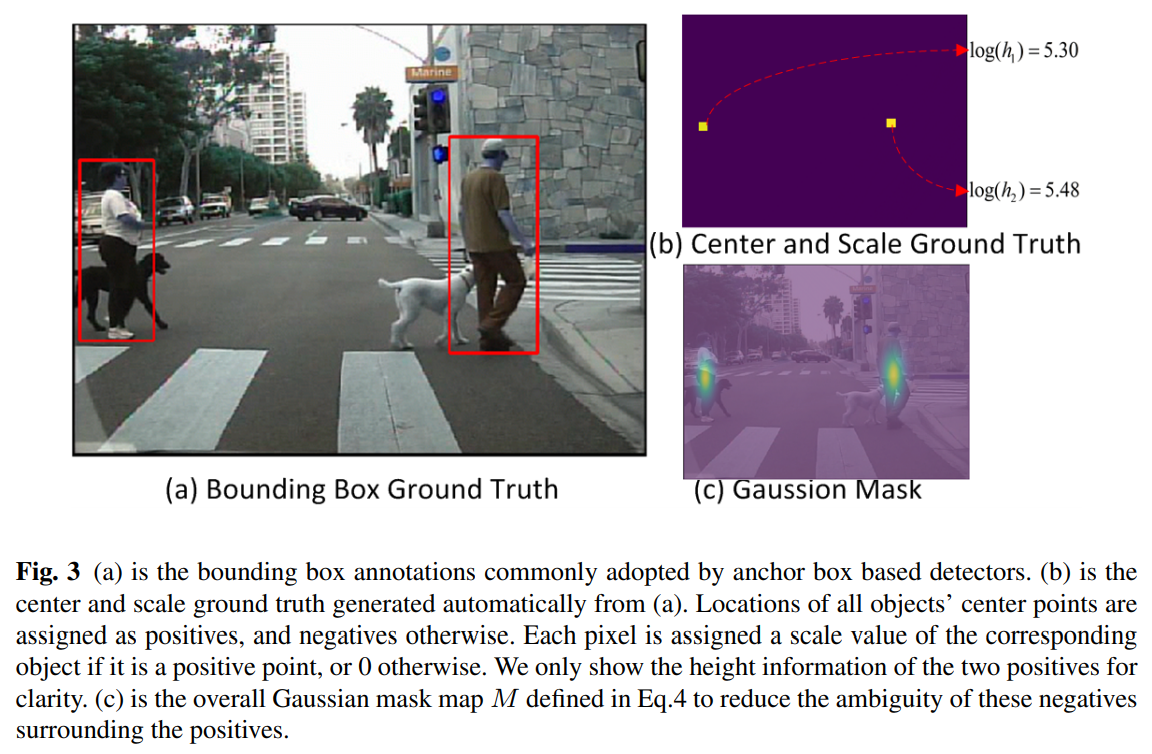 Marine
log(h₁) = 5.30
log(h₂) = 5.48
(b) Center and Scale Ground Truth
(a) Bounding Box Ground Truth
(c) Gaussion Mask
Fig. 3 (a) is the bounding box annotations commonly adopted by anchor box based detectors. (b) is the
center and scale ground truth generated automatically from (a). Locations of all objects’ center points are
assigned as positives, and negatives otherwise. Each pixel is assigned a scale value of the corresponding
object if it is a positive point, or 0 otherwise. We only show the height information of the two positives for
clarity. (c) is the overall Gaussian mask map M defined in Eq.4 to reduce the ambiguity of these negatives
surrounding the positives.